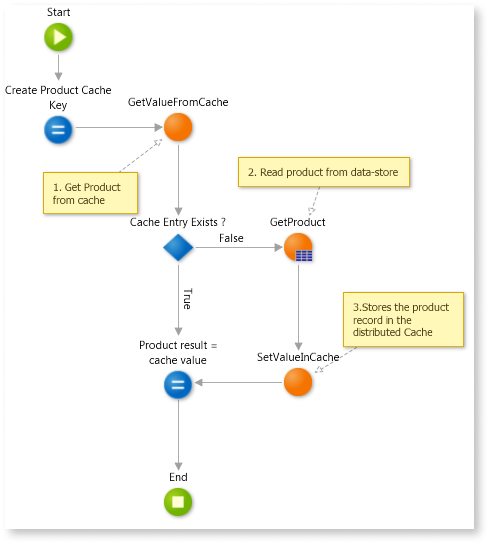 Start
Create Product Cache
Key
GetValueFromCache
1. Get Product
from cache
2. Read product from data-store
Cache Entry Exists ?
False
GetProduct
True
3.Stores the product
record in the
distributed Cache
Product result =
cache value
SetValueInCache
End